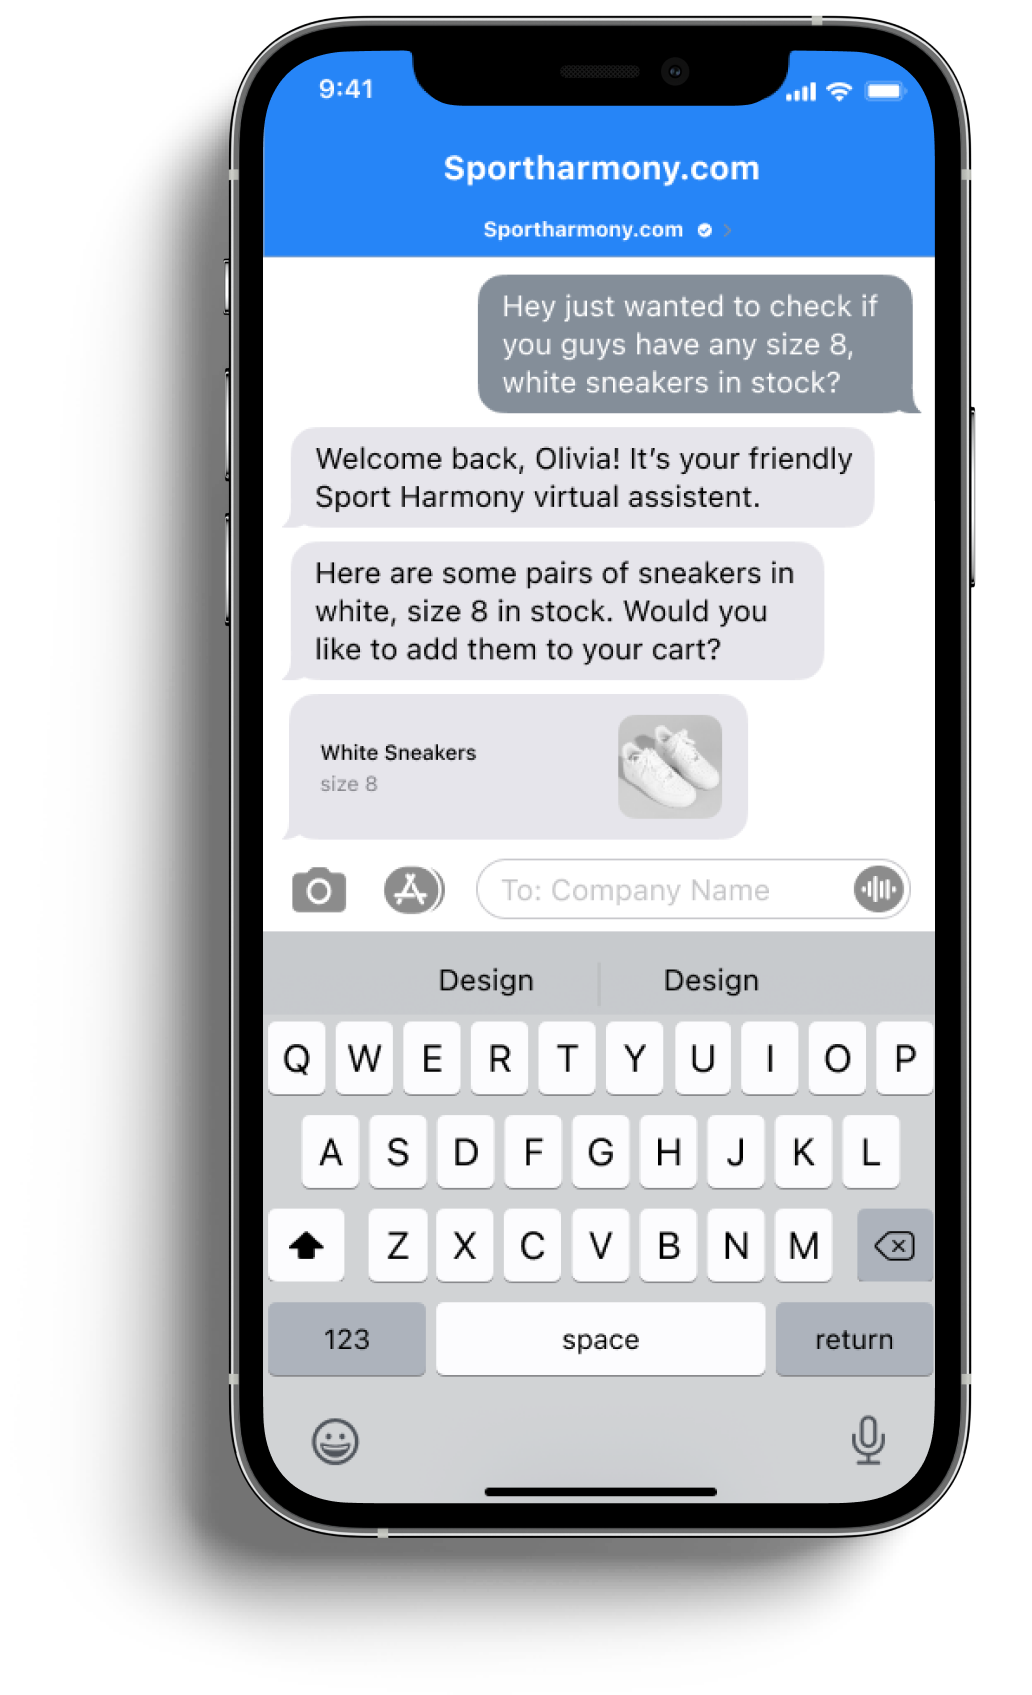 9:41
Sportharmony.com
Sportharmony.com
Hey just wanted to check if
you guys have any size 8,
white sneakers in stock?
Welcome back, Olivia! It's your friendly
Sport Harmony virtual assistent.
Here are some pairs of sneakers in
white, size 8 in stock. Would you
like to add them to your cart?
White Sneakers
size 8
To: Company Name
Design Design
Q W E R T Y U I O P
A S D F G H J K L
Z X C V B N M
123 space return